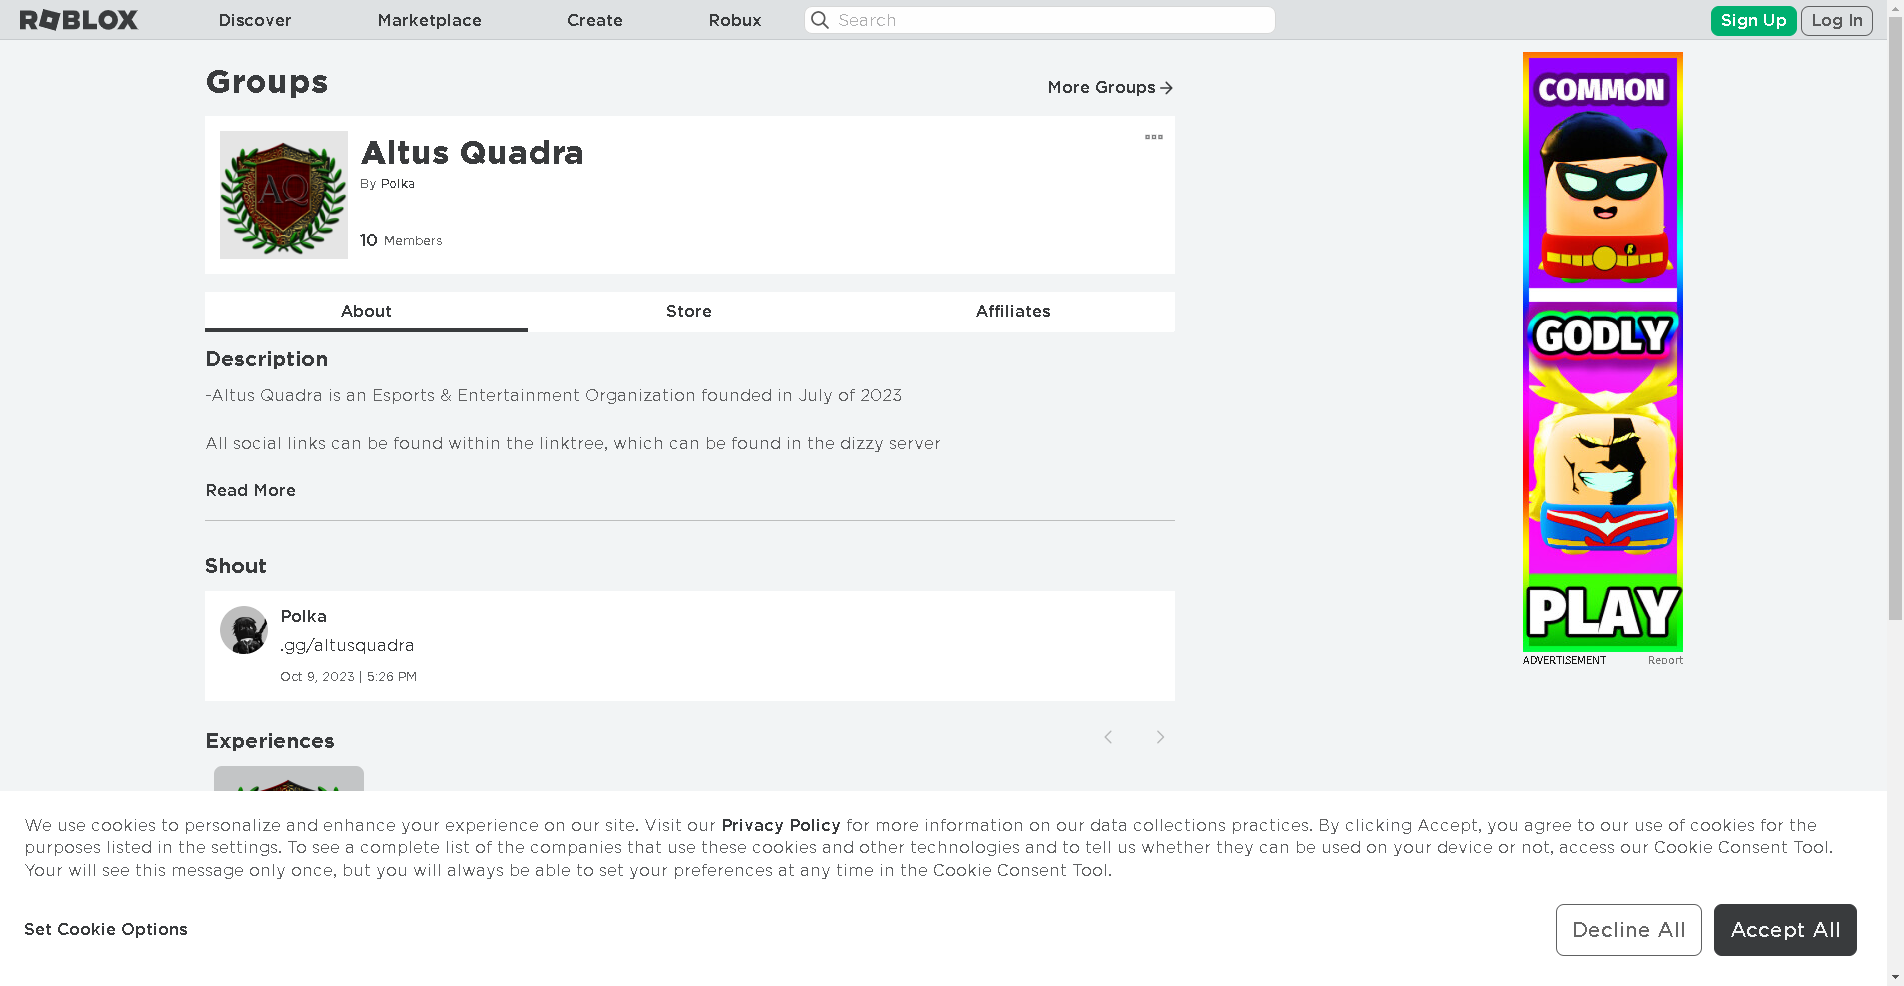 ROBLOX Discover Marketplace Create Robux Search Sign Up Log In
Groups
More Groups
Altus Quadra
By Polka
10 Members
AQ
About Store Affiliates
Description
-Altus Quadra is an Esports & Entertainment Organization founded in July of 2023
All social links can be found within the linktree, which can be found in the dizzy server
Read More
Shout
Polka
.gg/altusquadra
Oct 9, 2023 | 5:26 PM
Experiences
COMMON
R
GODLY
PLAY
ADVERTISEMENT Report
We use cookies to personalize and enhance your experience on our site. Visit our Privacy Policy for more information on our data collections practices. By clicking Accept, you agree to our use of cookies for the
purposes listed in the settings. To see a complete list of the companies that use these cookies and other technologies and to tell us whether they can be used on your device or not, access our Cookie Consent Tool.
Your will see this message only once, but you will always be able to set your preferences at any time in the Cookie Consent Tool.
Set Cookie Options
Decline All Accept All